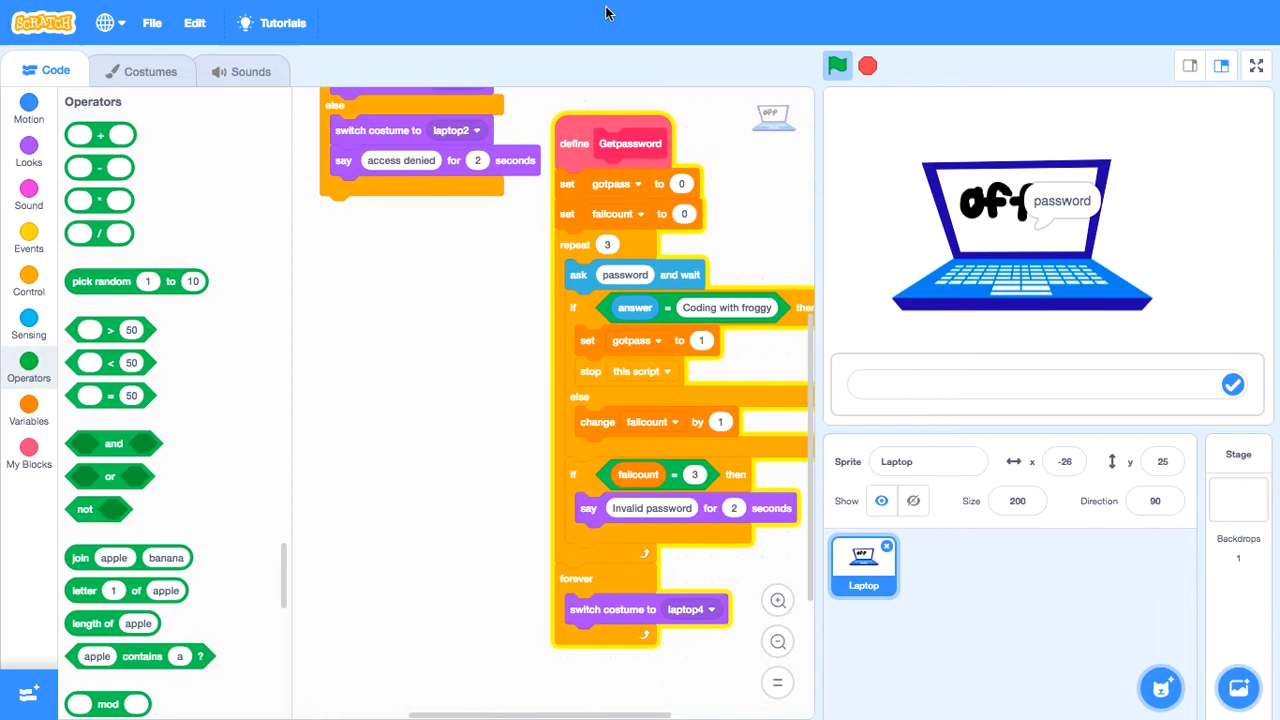 SCRATCH File Edit Tutorials
Code Costumes Sounds
Motion
Looks
Sound
Events
Control
Sensing
Operators
Variables
My Blocks
Operators
+
-
*
/
pick random 1 to 10
> 50
< 50
= 50
and
or
not
join apple banana
letter 1 of apple
length of apple
apple contains a ?
mod
else
switch costume to laptop2
say access denied for 2 seconds
define Getpassword
set gotpass to 0
set failcount to 0
repeat 3
ask password and wait
if answer = Coding with froggy then
set gotpass to 1
stop this script
else
change failcount by 1
if failcount = 3 then
say Invalid password for 2 seconds
forever
switch costume to laptop4
off
off
password
Sprite Laptop x -26 y 25
Show Size 200 Direction 90
off
Laptop
Stage
Backdrops
1